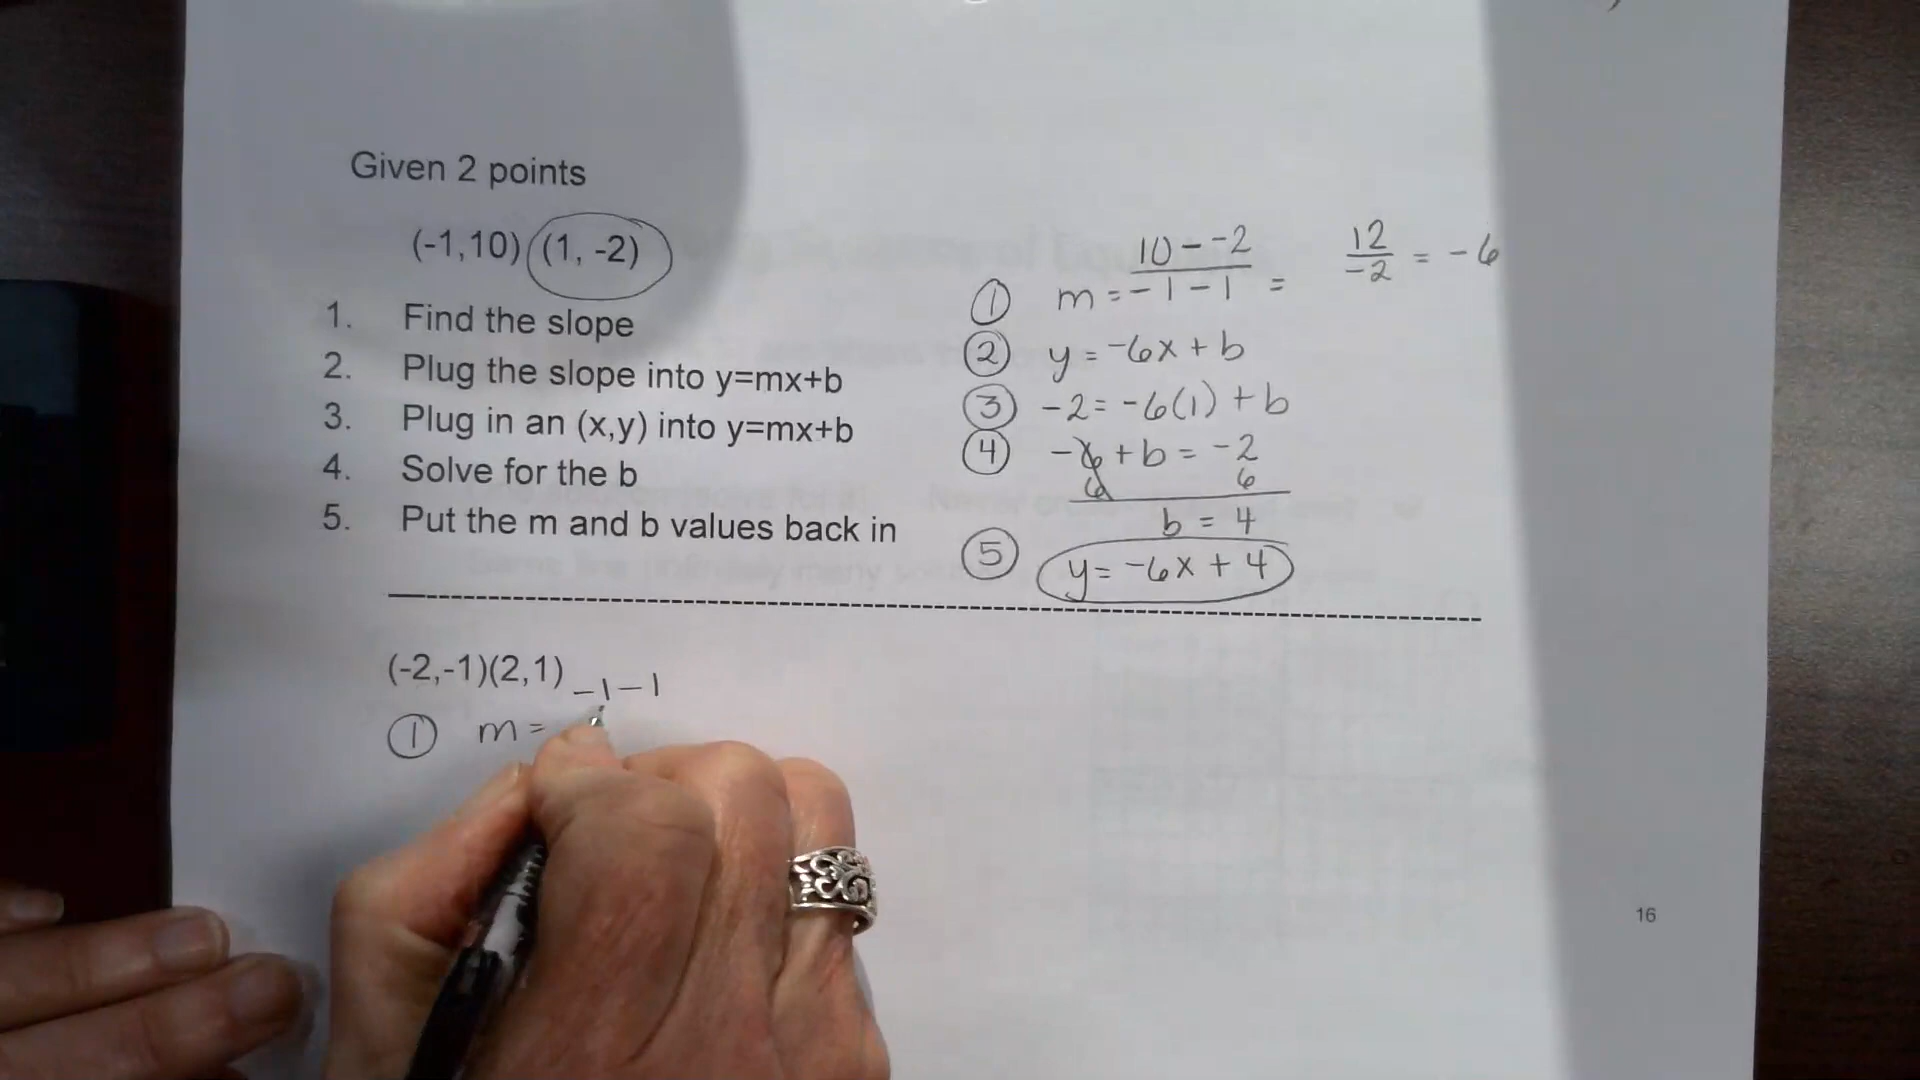 Given 2 points
(-1,10) (1, -2)
1. Find the slope
2. Plug the slope into y=mx+b
3. Plug in an (x,y) into y=mx+b
4. Solve for the b
5. Put the m and b values back in
10 - -2
① m = -1 - 1 = 12/-2 = -6
② y = -6x + b
③ -2 = -6(1) + b
④ -6 + b = -2
6 6
b = 4
⑤ y = -6x + 4
(-2,-1)(2,1)
-1 - 1
① m =
16